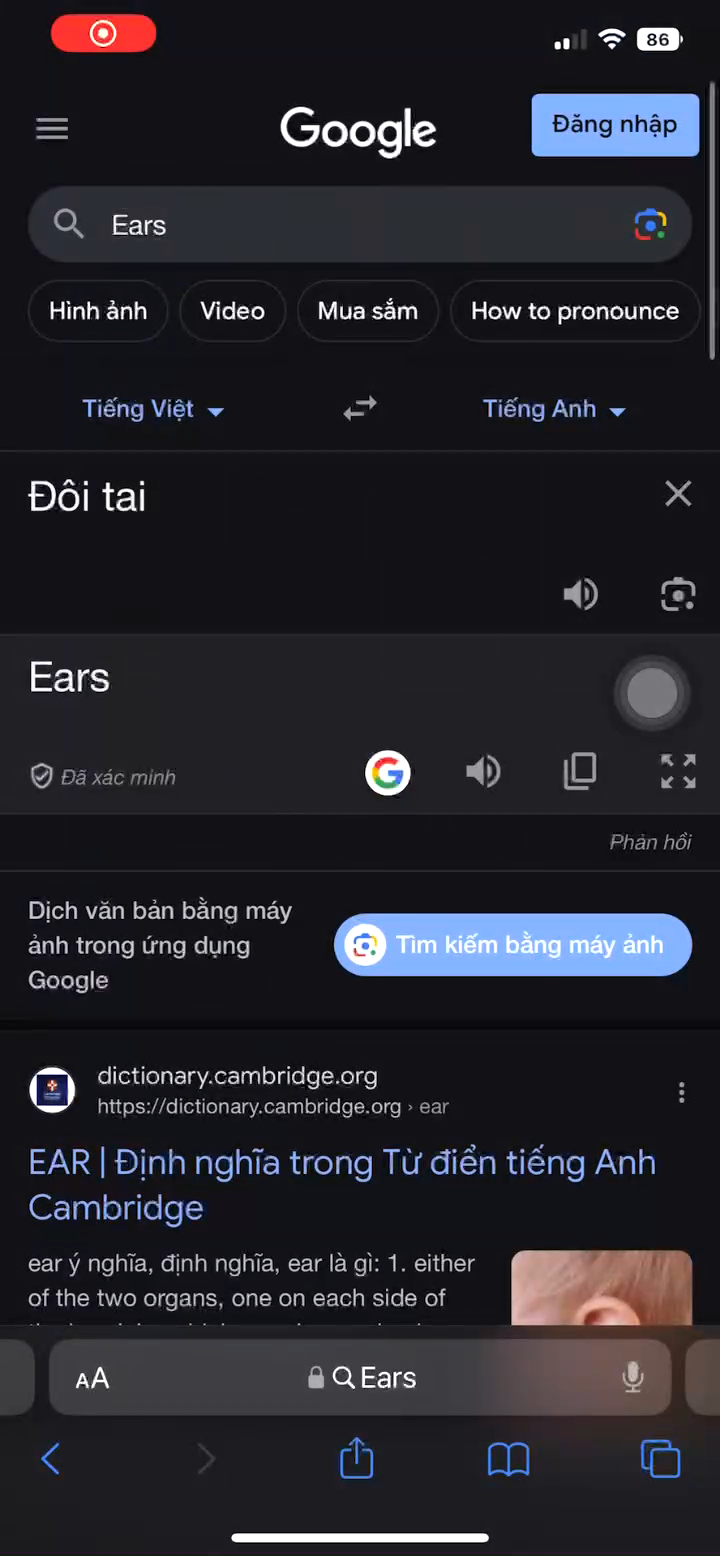 86
Google
Đăng nhập
Ears
Hình ảnh
Video
Mua sắm
How to pronounce
Tiếng Việt
Tiếng Anh
Đôi tai
Ears
Đã xác minh
Phản hồi
Dịch văn bản bằng máy
ảnh trong ứng dụng
Google
Tìm kiếm bằng máy ảnh
dictionary.cambridge.org
https://dictionary.cambridge.org › ear
EAR | Định nghĩa trong Từ điển tiếng Anh
Cambridge
ear ý nghĩa, định nghĩa, ear là gì: 1. either
of the two organs, one on each side of
AA
Ears